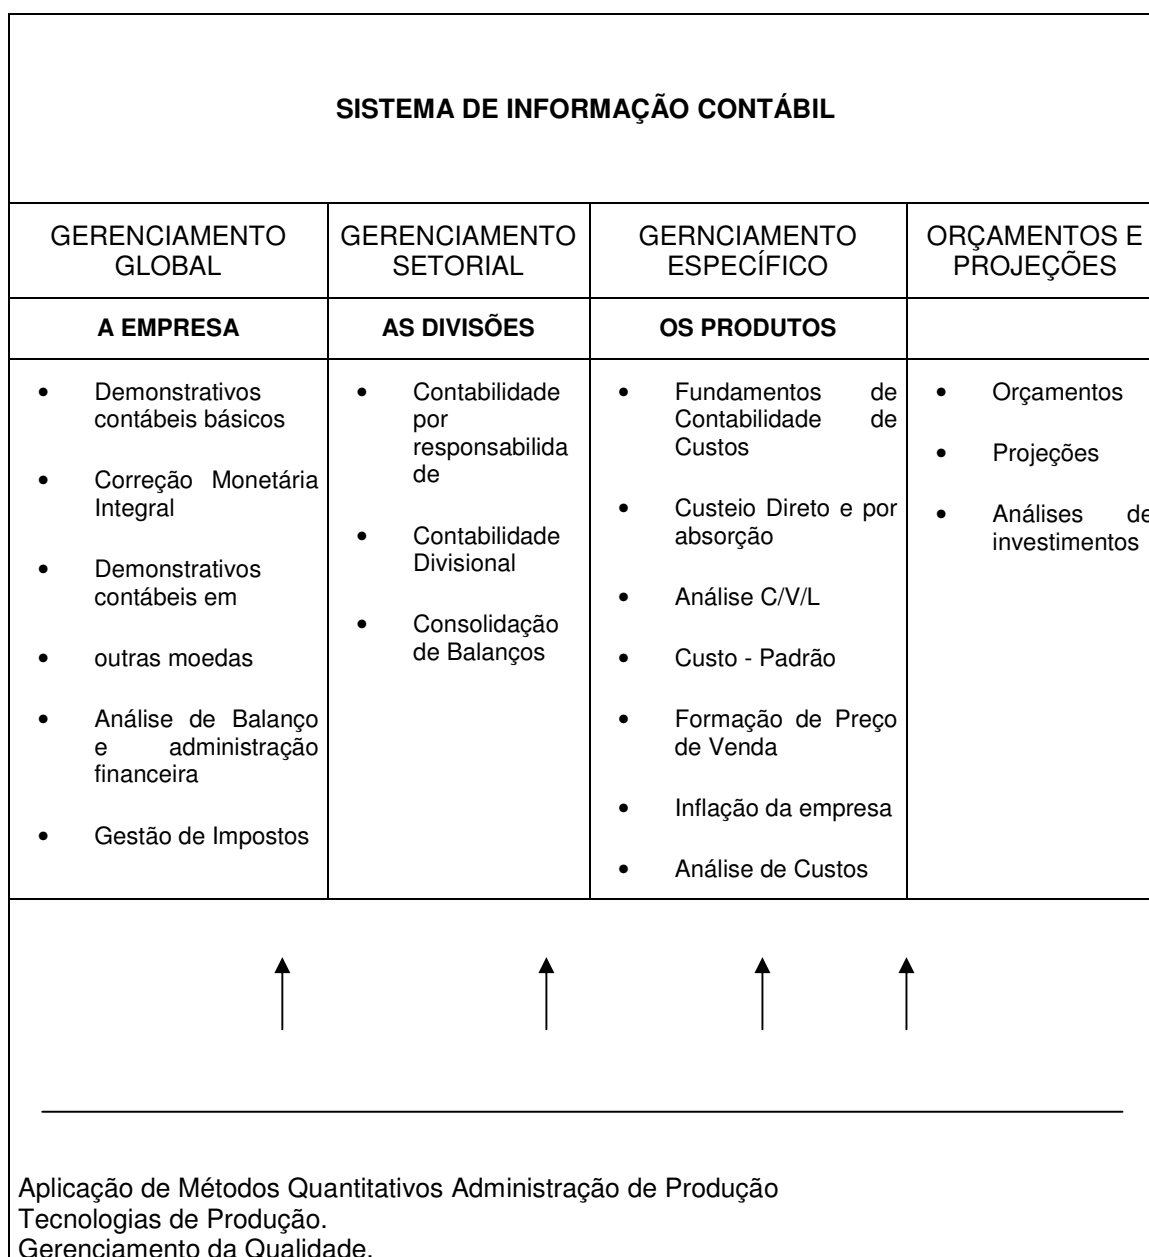 SISTEMA DE INFORMAÇÃO CONTÁBIL
GERENCIAMENTO
GLOBAL
GERENCIAMENTO
SETORIAL
GERNCIAMENTO
ESPECÍFICO
ORÇAMENTOS E
PROJEÇÕES
A EMPRESA
AS DIVISÕES
OS PRODUTOS
• Demonstrativos
contábeis básicos
• Correção Monetária
Integral
• Demonstrativos
contábeis em
• outras moedas
• Análise de Balanço
e administração
financeira
• Gestão de Impostos
• Contabilidade
por
responsabilida
de
• Contabilidade
Divisional
• Consolidação
de Balanços
• Fundamentos de
Contabilidade de
Custos
• Custeio Direto e por
absorção
• Análise C/V/L
• Custo - Padrão
• Formação de Preço
de Venda
• Inflação da empresa
• Análise de Custos
• Orçamentos
• Projeções
• Análises de
investimentos
Aplicação de Métodos Quantitativos Administração de Produção
Tecnologias de Produção.
Gerenciamento da Qualidade.